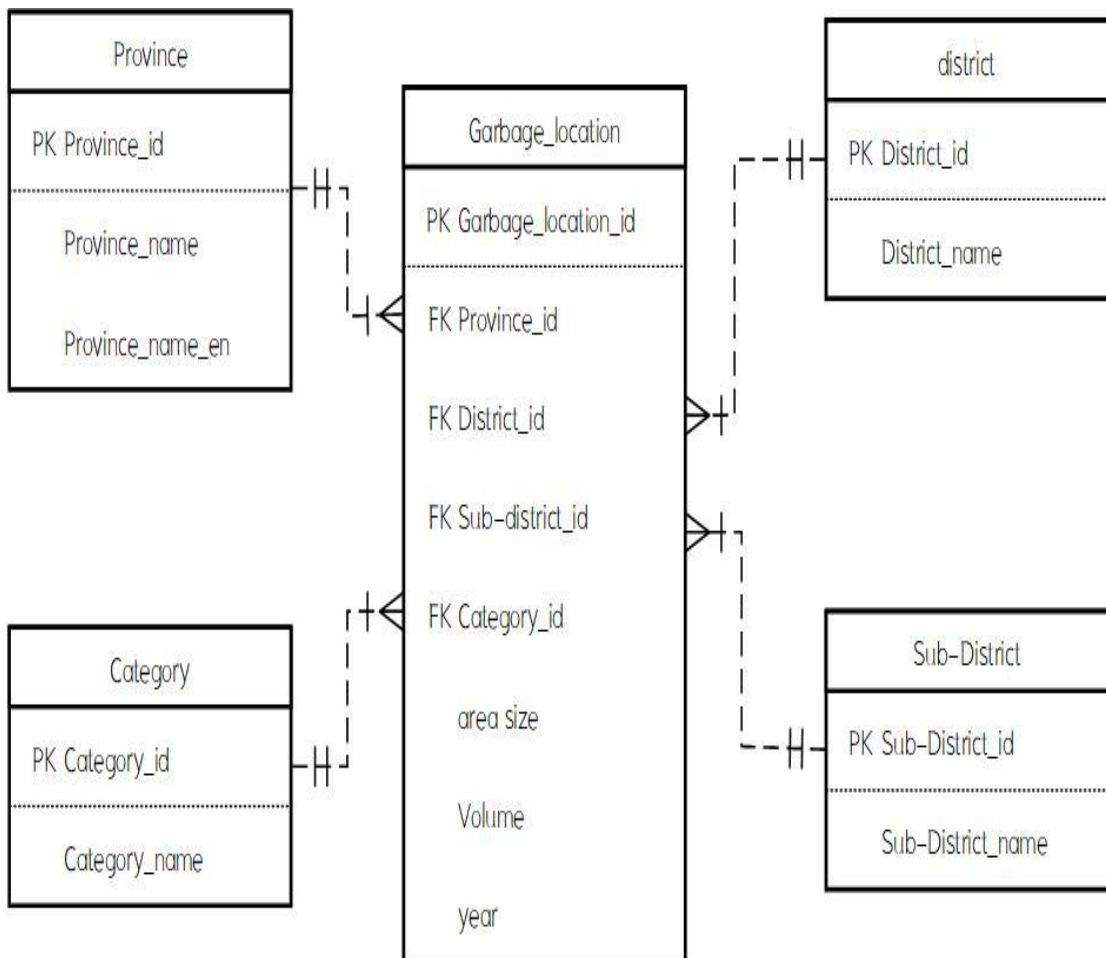 Province
PK Province_id
Province_name
Province_name_en
Garbage_location
PK Garbage_location_id
FK Province_id
FK District_id
FK Sub-district_id
FK Category_id
area size
Volume
year
district
PK District_id
District_name
Category
PK Category_id
Category_name
Sub-District
PK Sub-District_id
Sub-District_name